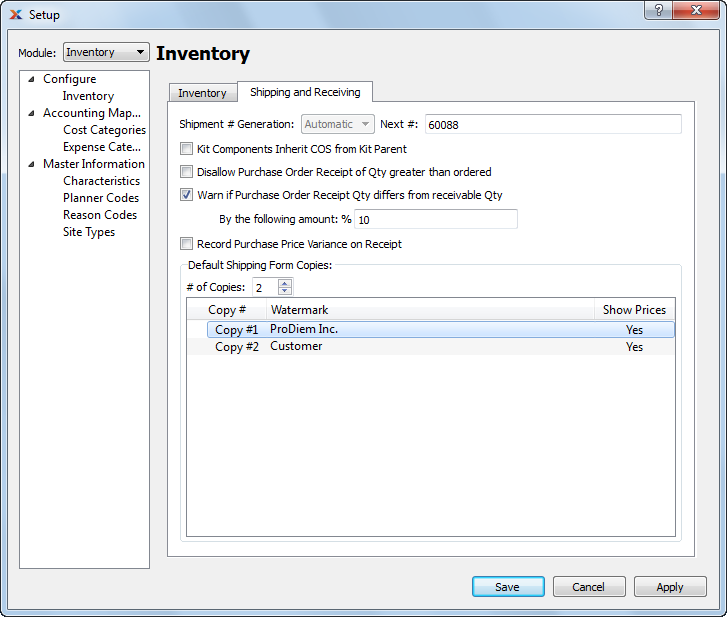 Setup
Module: Inventory
Inventory
Configure
Inventory
Accounting Map...
Cost Categories
Expense Cate...
Master Information
Characteristics
Planner Codes
Reason Codes
Site Types
Inventory Shipping and Receiving
Shipment # Generation: Automatic Next #: 60088
Kit Components Inherit COS from Kit Parent
Disallow Purchase Order Receipt of Qty greater than ordered
Warn if Purchase Order Receipt Qty differs from receivable Qty
By the following amount: % 10
Record Purchase Price Variance on Receipt
Default Shipping Form Copies:
# of Copies: 2
Copy # Watermark Show Prices
Copy #1 ProDiem Inc. Yes
Copy #2 Customer Yes
Save Cancel Apply